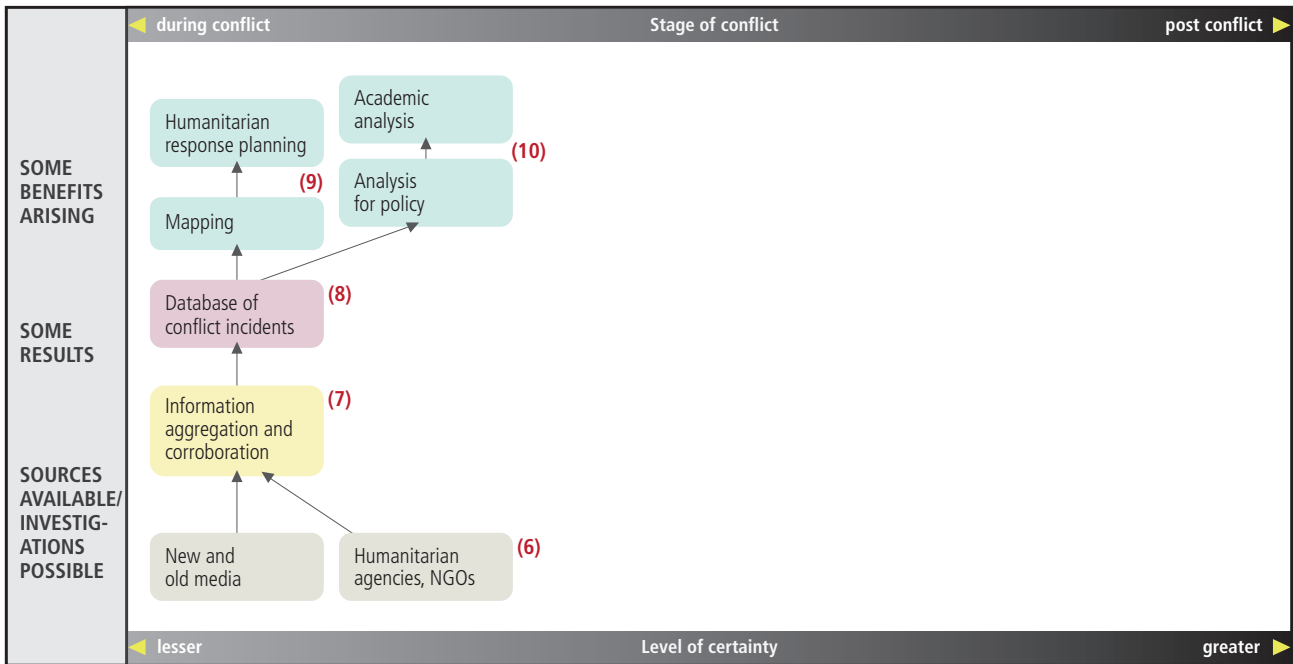 during conflict
Stage of conflict
post conflict
SOME
BENEFITS
ARISING
Humanitarian
response planning
Academic
analysis
(10)
(9)
Analysis
for policy
Mapping
SOME
RESULTS
Database of
conflict incidents
(8)
SOURCES
AVAILABLE/
INVESTIG-
ATIONS
POSSIBLE
Information
aggregation and
corroboration
(7)
New and
old media
Humanitarian
agencies, NGOs
(6)
lesser
Level of certainty
greater